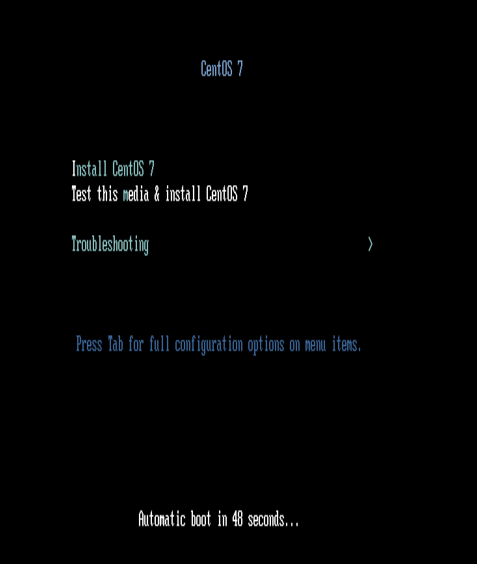 CentOS 7
Install CentOS 7
Test this media & install CentOS 7
Troubleshooting >
Press Tab for full configuration options on menu items.
Automatic boot in 48 seconds...